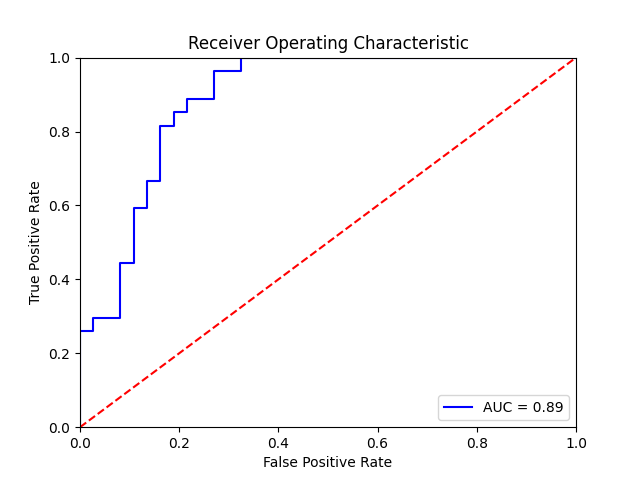 Receiver Operating Characteristic
1.0
0.8
0.6
0.4
0.2
0.0
True Positive Rate
AUC = 0.89
0.0 0.2 0.4 0.6 0.8 1.0
False Positive Rate